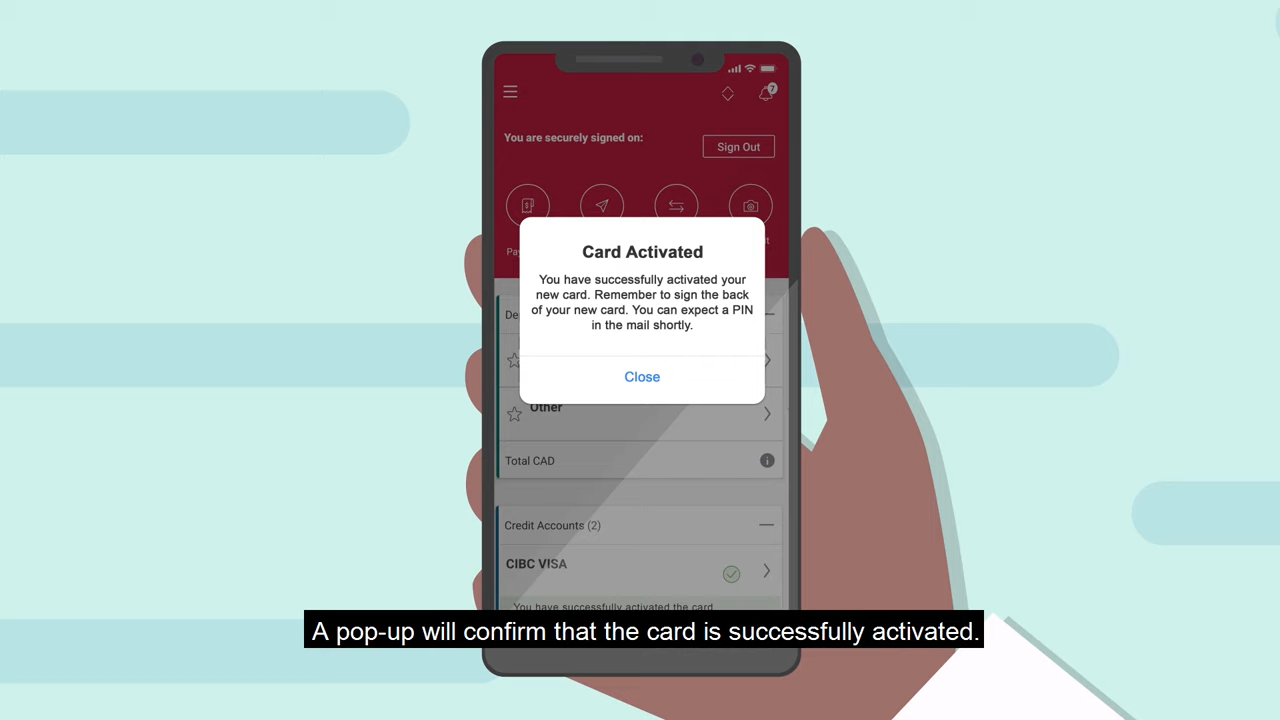 7
You are securely signed on:
Sign Out
Card Activated
You have successfully activated your
new card. Remember to sign the back
of your new card. You can expect a PIN
in the mail shortly.
Close
Other
Total CAD
Credit Accounts (2)
CIBC VISA
You have successfully activated the card
A pop-up will confirm that the card is successfully activated.